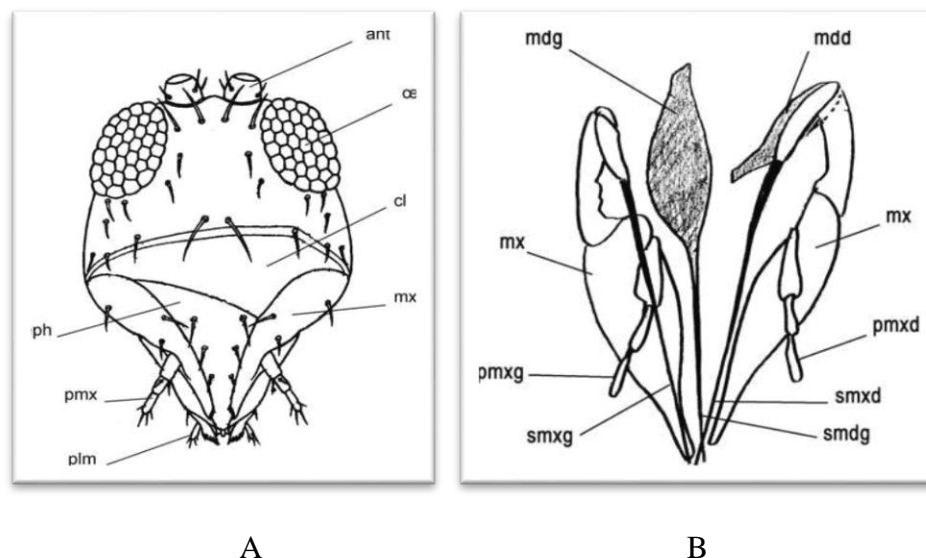 ant
œ
cl
mx
ph
pmx
plm
mdg
mdd
mx
mx
pmxg
pmxd
smxg
smxd
smdg
A
B